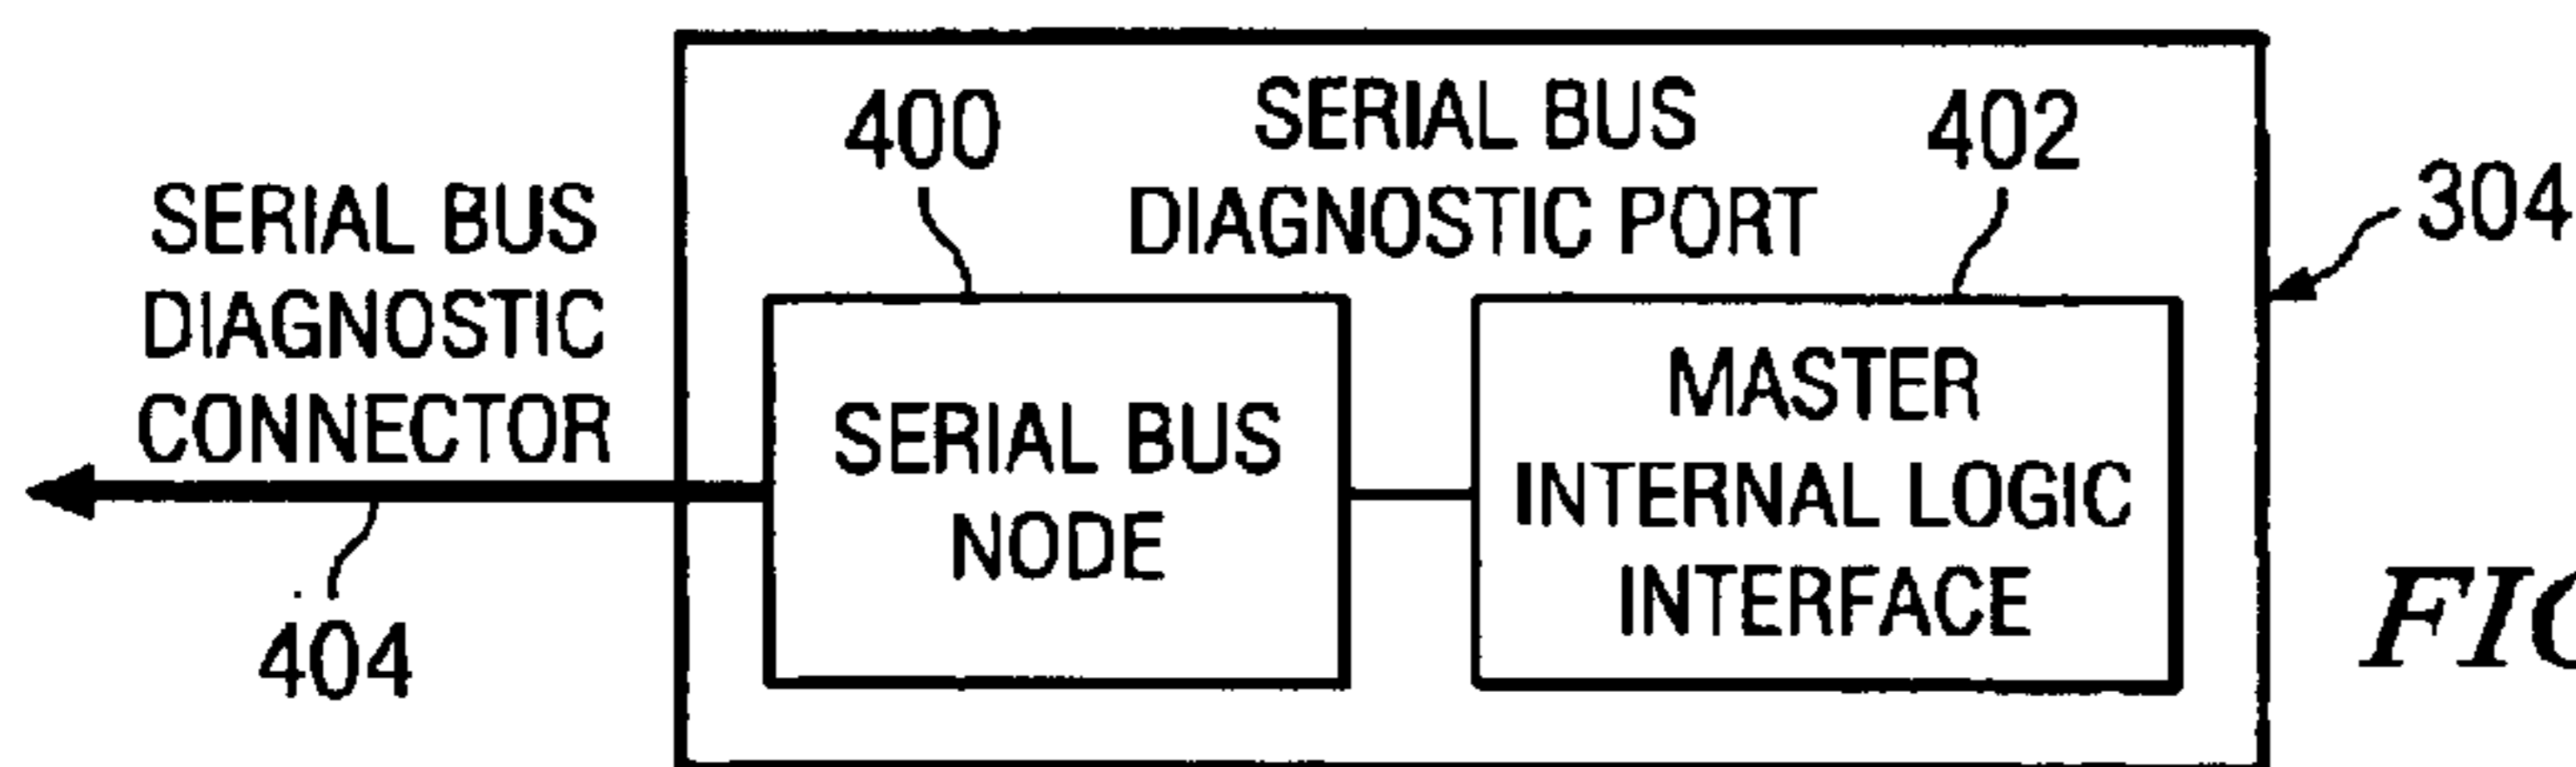 400
SERIAL BUS
DIAGNOSTIC PORT
402
304
SERIAL BUS
DIAGNOSTIC
CONNECTOR
404
SERIAL BUS
NODE
MASTER
INTERNAL LOGIC
INTERFACE